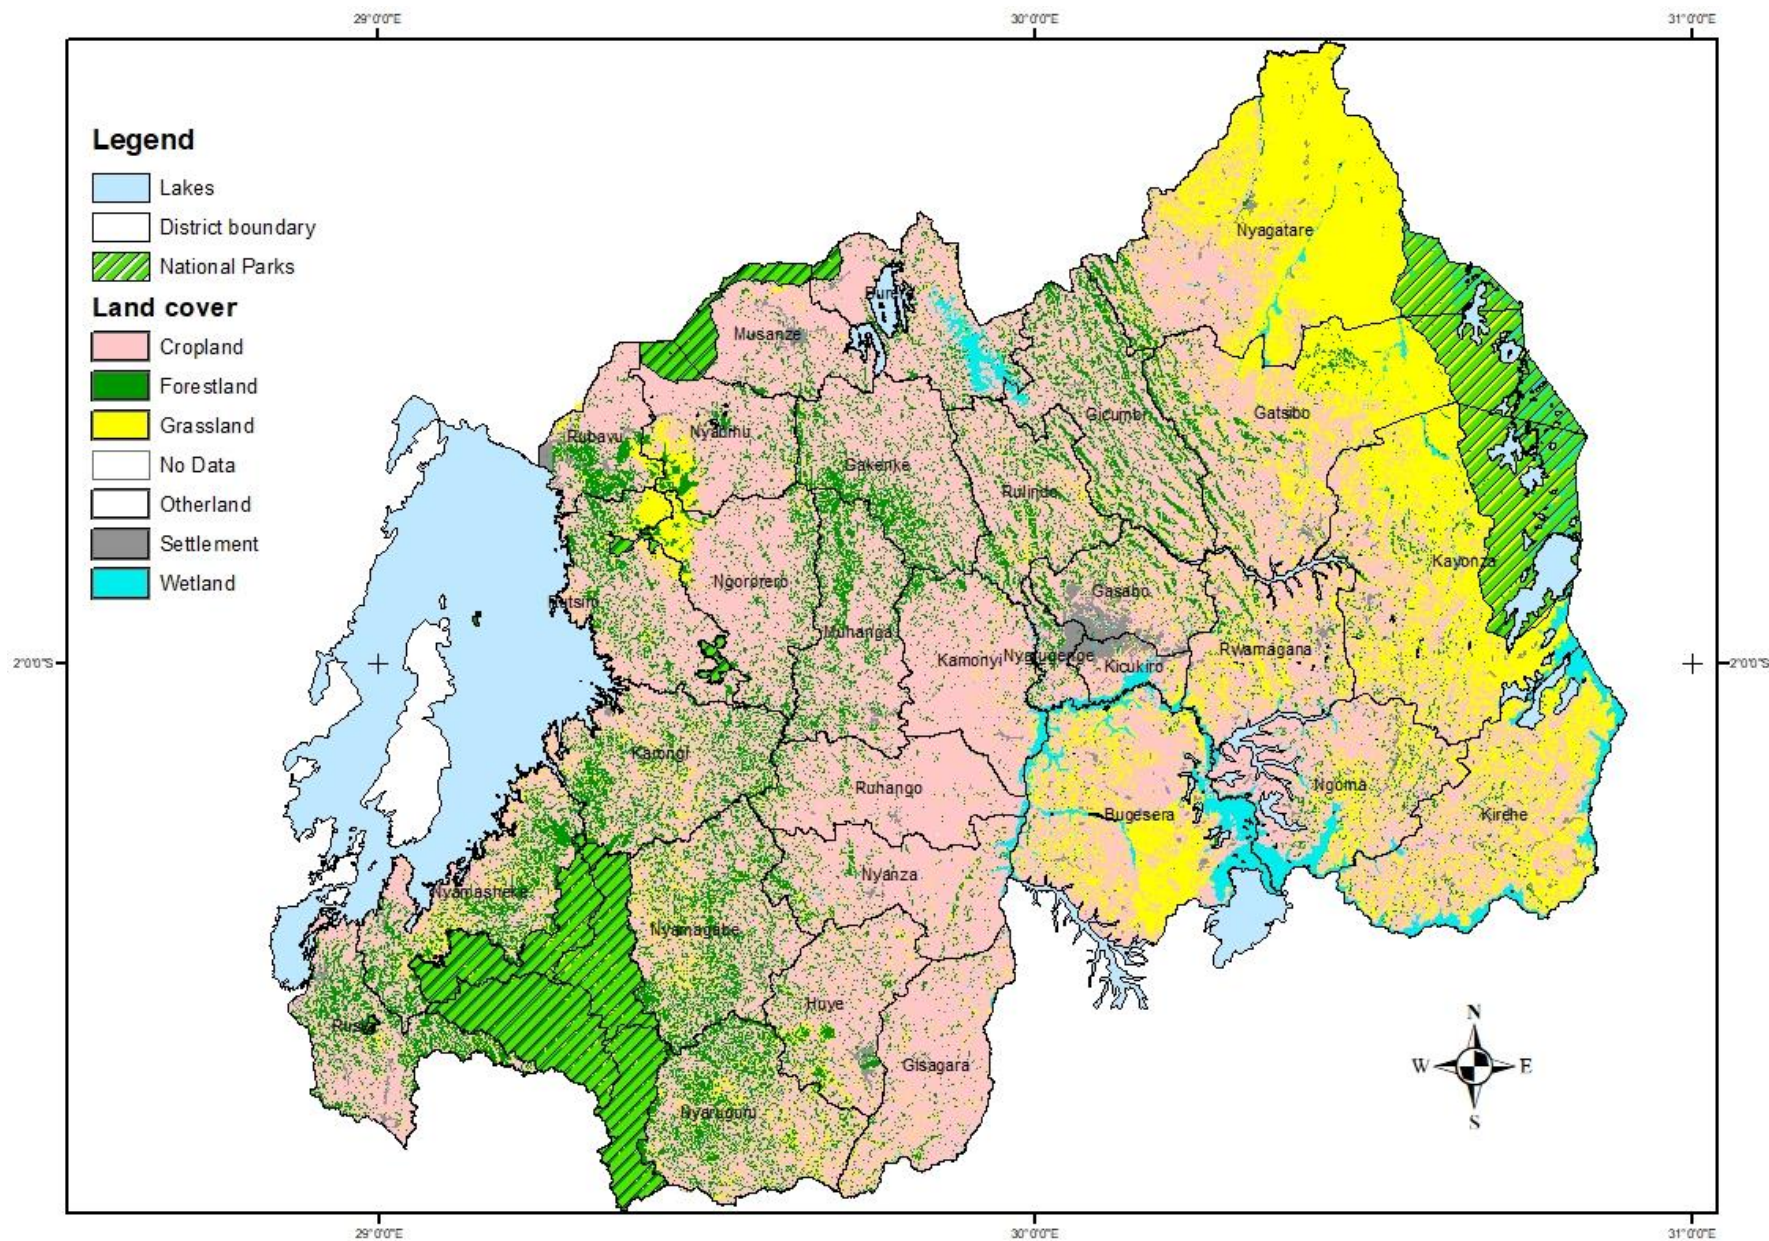 29°0'0"E
30°0'0"E
31°0'0"E
Legend
Lakes
District boundary
National Parks
Land cover
Cropland
Forestland
Grassland
No Data
Otherland
Settlement
Wetland
Nyagatare
Musanze
Gicumbi
Gatsibo
Rubavu
Nyabihu
Gakenke
Rulindo
Kayonza
Ngororero
Gasabo
Rutsiro
Muhanga
Kamonyi
Nyarugenge
Kicukiro
Rwamagana
2°0'0"S
2°0'0"S
Karongi
Ruhango
Ngoma
Bugesera
Kirehe
Nyanza
Nyamasheke
Nyamagabe
Huye
Gisagara
Nyaruguru
N
W
E
S
29°0'0"E
30°0'0"E
31°0'0"E